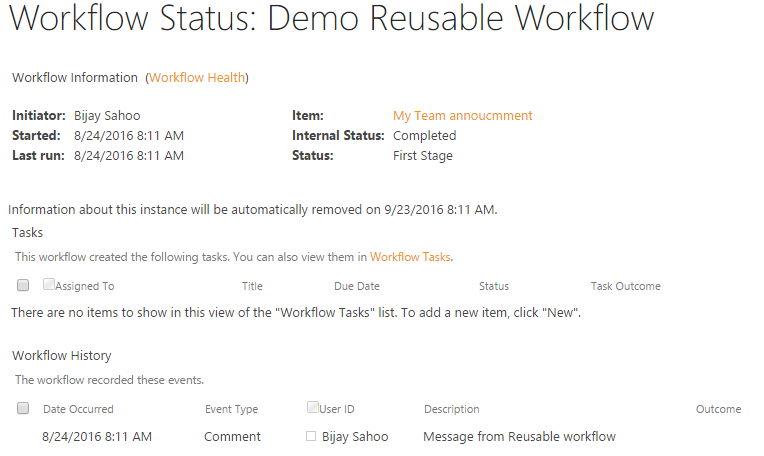 Workflow Status: Demo Reusable Workflow
Workflow Information (Workflow Health)
Initiator: Bijay Sahoo Item: My Team annoucmment
Started: 8/24/2016 8:11 AM Internal Status: Completed
Last run: 8/24/2016 8:11 AM Status: First Stage
Information about this instance will be automatically removed on 9/23/2016 8:11 AM.
Tasks
This workflow created the following tasks. You can also view them in Workflow Tasks.
Assigned To Title Due Date Status Task Outcome
There are no items to show in this view of the "Workflow Tasks" list. To add a new item, click "New".
Workflow History
The workflow recorded these events.
Date Occurred Event Type User ID Description Outcome
8/24/2016 8:11 AM Comment Bijay Sahoo Message from Reusable workflow